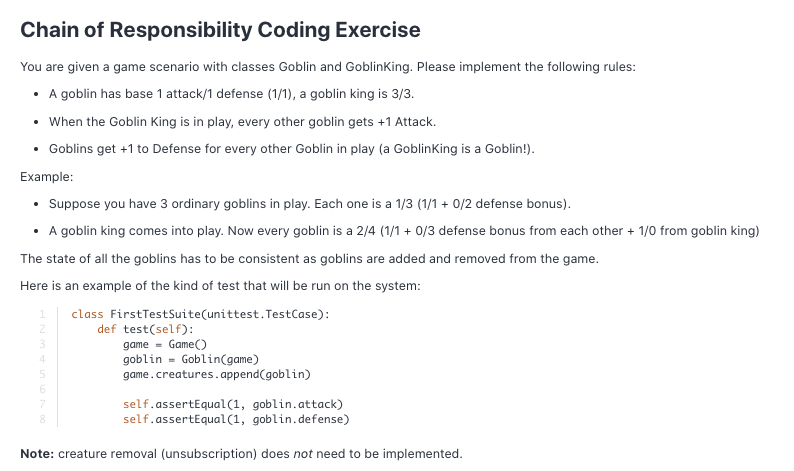 Chain of Responsibility Coding Exercise
You are given a game scenario with classes Goblin and GoblinKing. Please implement the following rules:
• A goblin has base 1 attack/1 defense (1/1), a goblin king is 3/3.
• When the Goblin King is in play, every other goblin gets +1 Attack.
• Goblins get +1 to Defense for every other Goblin in play (a GoblinKing is a Goblin!).
Example:
• Suppose you have 3 ordinary goblins in play. Each one is a 1/3 (1/1 + 0/2 defense bonus).
• A goblin king comes into play. Now every goblin is a 2/4 (1/1 + 0/3 defense bonus from each other + 1/0 from goblin king)
The state of all the goblins has to be consistent as goblins are added and removed from the game.
Here is an example of the kind of test that will be run on the system:
1 class FirstTestSuite(unittest.TestCase):
2     def test(self):
3         game = Game()
4         goblin = Goblin(game)
5         game.creatures.append(goblin)
6
7         self.assertEqual(1, goblin.attack)
8         self.assertEqual(1, goblin.defense)
Note: creature removal (unsubscription) does not need to be implemented.